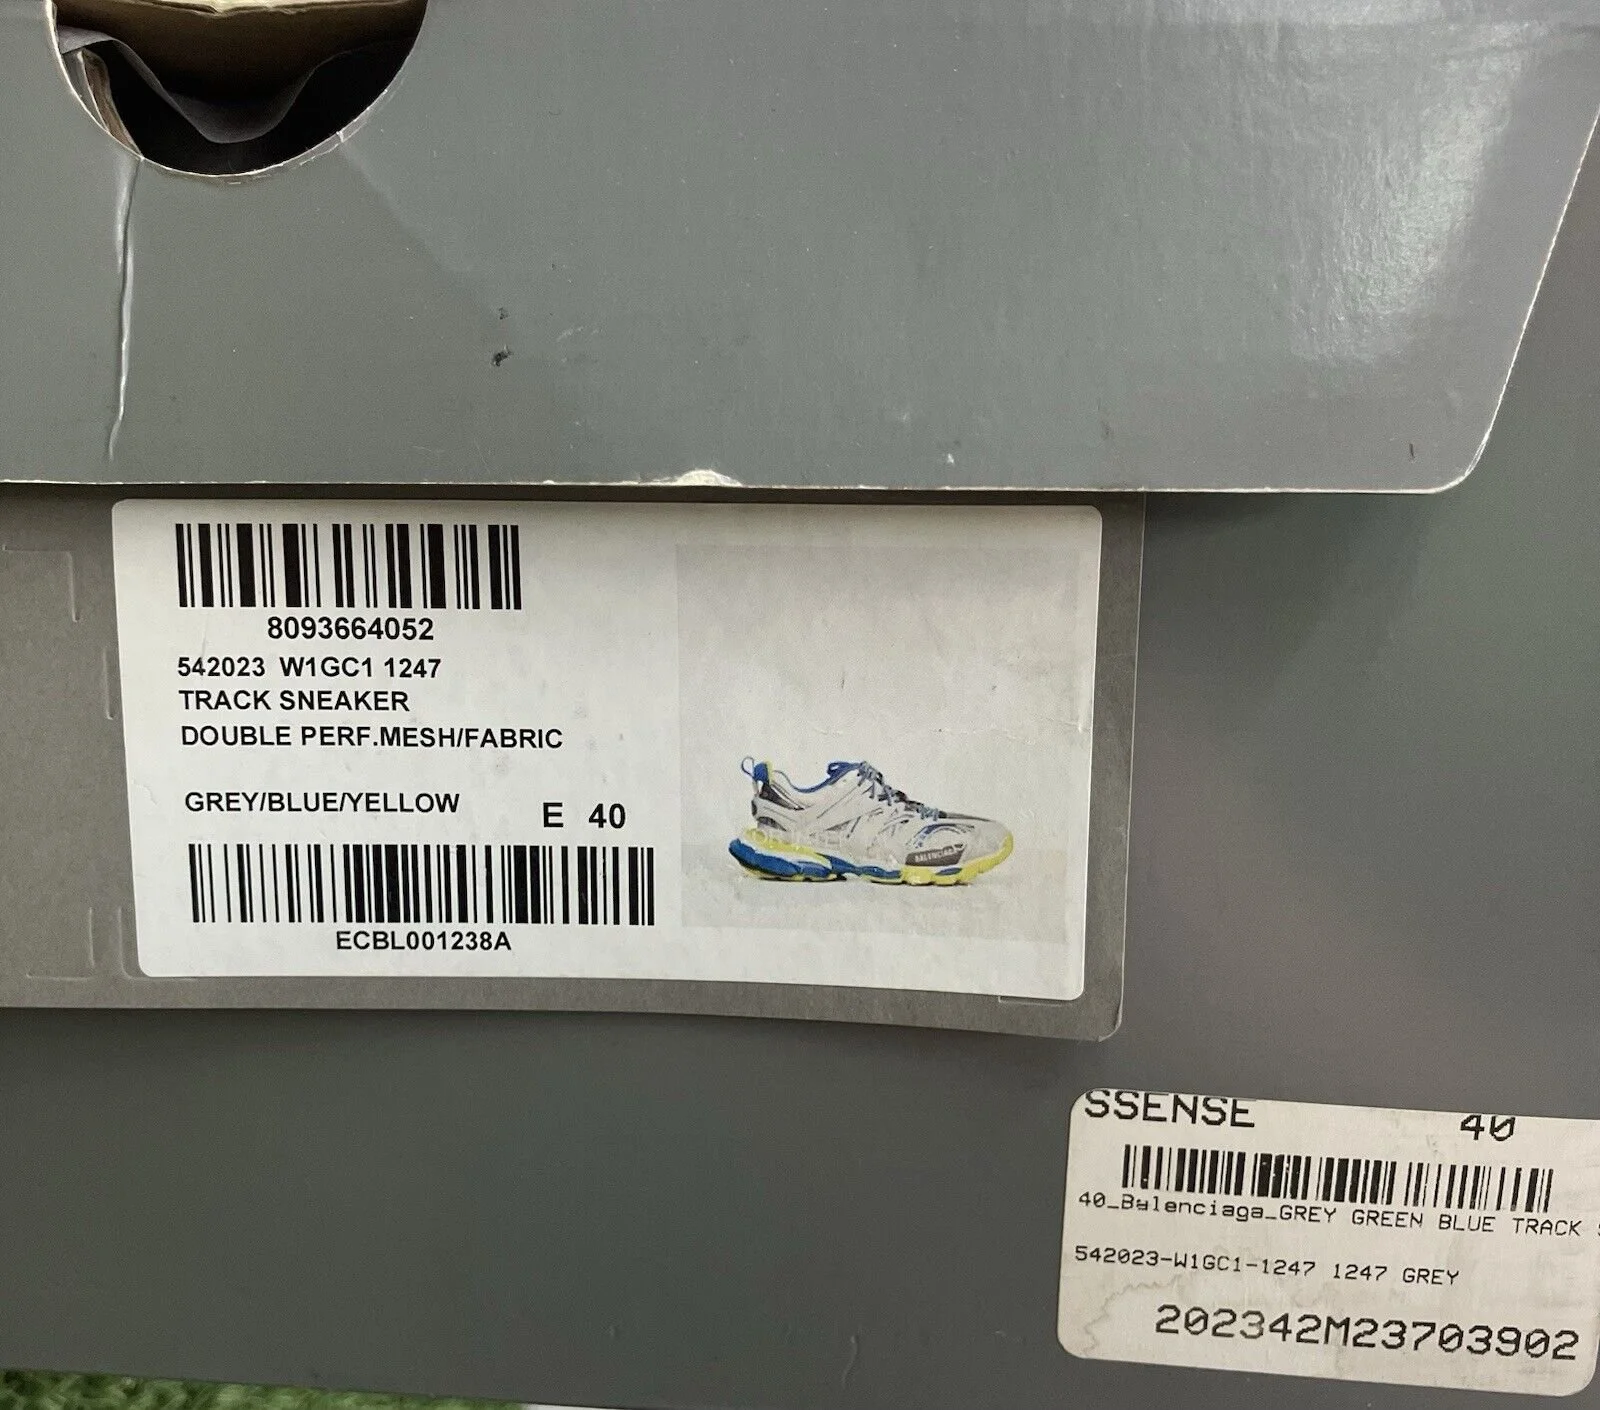 8093664052
542023 W1GC1 1247
TRACK SNEAKER
DOUBLE PERF.MESH/FABRIC
GREY/BLUE/YELLOW E 40
ECBL001238A
BALENCIAGA
SSENSE 40
40_Balenciaga_GREY GREEN BLUE TRACK
542023-W1GC1-1247 1247 GREY
202342M23703902